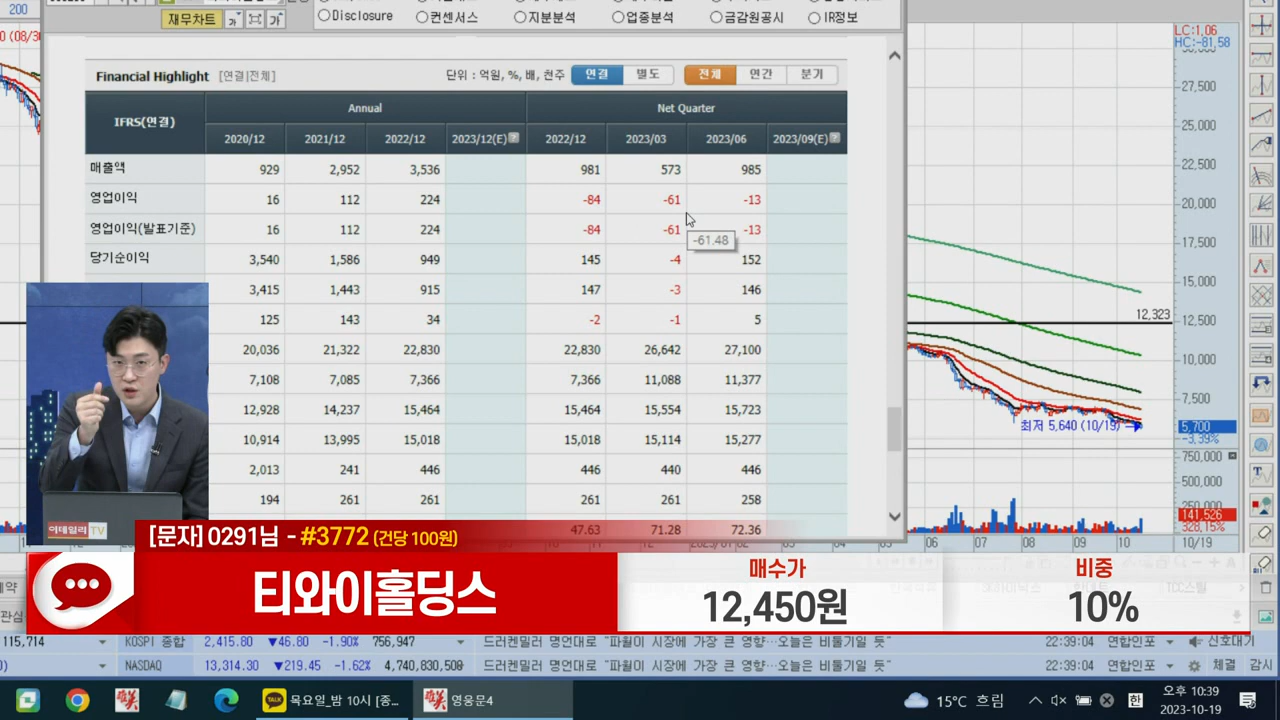 200
재무차트
Disclosure
컨센서스
지분분석
업종분석
금감원공시
IR정보
LC:1,06
HC:-81,58
Financial Highlight [연결|전체]
단위 : 억원, %, 배, 천주
연결 별도
전체 연간 분기
IFRS(연결) Annual Net Quarter
2020/12 2021/12 2022/12 2023/12(E) 2022/12 2023/03 2023/06 2023/09(E)
매출액 929 2,952 3,536 981 573 985
영업이익 16 112 224 -84 -61 -13
영업이익(발표기준) 16 112 224 -84 -61 -13
-61.48
당기순이익 3,540 1,586 949 145 -4 152
3,415 1,443 915 147 -3 146
125 143 34 -2 -1 5
20,036 21,322 22,830 22,830 26,642 27,100
7,108 7,085 7,366 7,366 11,088 11,377
12,928 14,237 15,464 15,464 15,554 15,723
10,914 13,995 15,018 15,018 15,114 15,277
2,013 241 446 446 440 446
194 261 261 261 261 258
47.63 71.28 72.36
27,500
25,000
22,500
20,000
17,500
15,000
12,323
12,500
10,000
7,500
최저 5,640 (10/19)
5,700
-3,39%
750,000
500,000
250,000
141,526
328,15%
06 07 08 09 10 10/19
이데일리 TV
[문자] 0291님 - #3772 (건당 100원)
티와이홀딩스
매수가
12,450원
비중
10%
115,714 KOSPI 종합 2,415.80 ▼46.80 -1.90% 756,947 드러켄밀러 명언대로 "파월이 시장에 가장 큰 영향…오늘은 비둘기일 듯" 22:39:04 연합인포 신호대기
NASDAQ 13,314.30 ▼219.45 -1.62% 4,740,830,508 드러켄밀러 명언대로 "파월이 시장에 가장 큰 영향…오늘은 비둘기일 듯" 22:39:04 연합인포 체결 감시
TALK 목요일_밤 10시 [종...
영웅문4
15°C 흐림
한
오후 10:39
2023-10-19